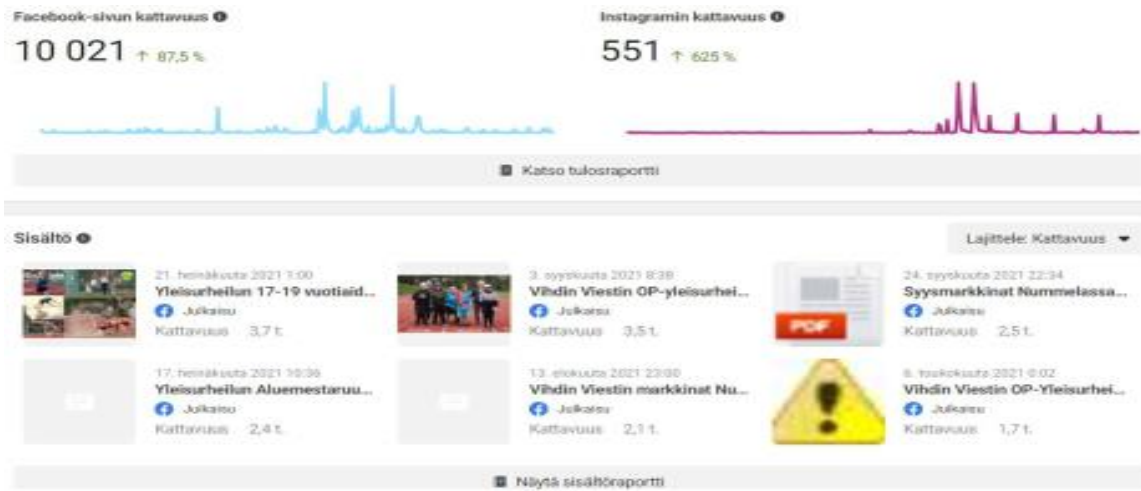 Facebook-sivun kattavuus
Instagramin kattavuus
10 021 ↑ 87,5 %
551 ↑ 625 %
Katso tulosraportti
Sisältö
Lajittele: Kattavuus
21. heinäkuuta 2021 1:00
Yleisurheilun 17-19 vuotiaid...
Julkaisu
Kattavuus 3,7 t.
3. syyskuuta 2021 8:38
Vihdin Viestin OP-yleisurhei...
Julkaisu
Kattavuus 3,5 t.
24. syyskuuta 2021 22:34
Syysmarkkinat Nummelassa...
Julkaisu
Kattavuus 2,5 t.
PDF
17. heinäkuuta 2021 10:36
Yleisurheilun Aluemestaruu...
Julkaisu
Kattavuus 2,4 t.
13. elokuuta 2021 23:00
Vihdin Viestin markkinat Nu...
Julkaisu
Kattavuus 2,1 t.
6. toukokuuta 2021 0:02
Vihdin Viestin OP-Yleisurhei...
Julkaisu
Kattavuus 1,7 t.
Näytä sisältöraportti